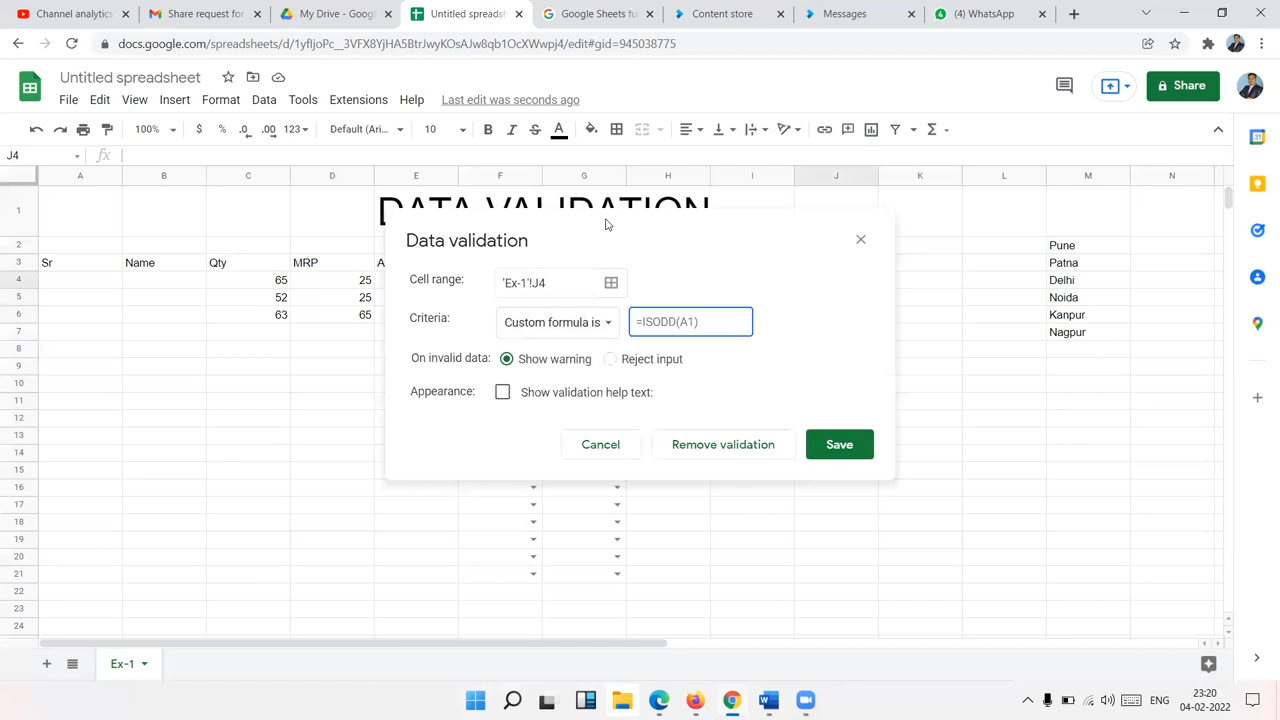 Channel analytics
Share request for
My Drive - Google
Untitled spreadsh
Google Sheets fu
Content store
Messages
(4) WhatsApp
docs.google.com/spreadsheets/d/1yfIJoPc__3VFX8YjHA5BtrJwyKOsAJw8qb1OcXWwpj4/edit#gid=945038775
Untitled spreadsheet
File Edit View Insert Format Data Tools Extensions Help Last edit was seconds ago
Share
100% $ % .0 .00 123 Default (Ari... 10 B I S A
J4 fx
A B C D E F G H I J K L M N
1 DATA VALIDATION
2 Pune
3 Sr Name Qty MRP A Patna
4 65 25 Delhi
5 52 25 Noida
6 63 65 Kanpur
7 Nagpur
8
9
10
11
12
13
14
15
16
17
18
19
20
21
22
23
24
Data validation
Cell range: 'Ex-1'!J4
Criteria: Custom formula is =ISODD(A1)
On invalid data: Show warning Reject input
Appearance: Show validation help text:
Cancel Remove validation Save
Ex-1
ENG
23:20
04-02-2022